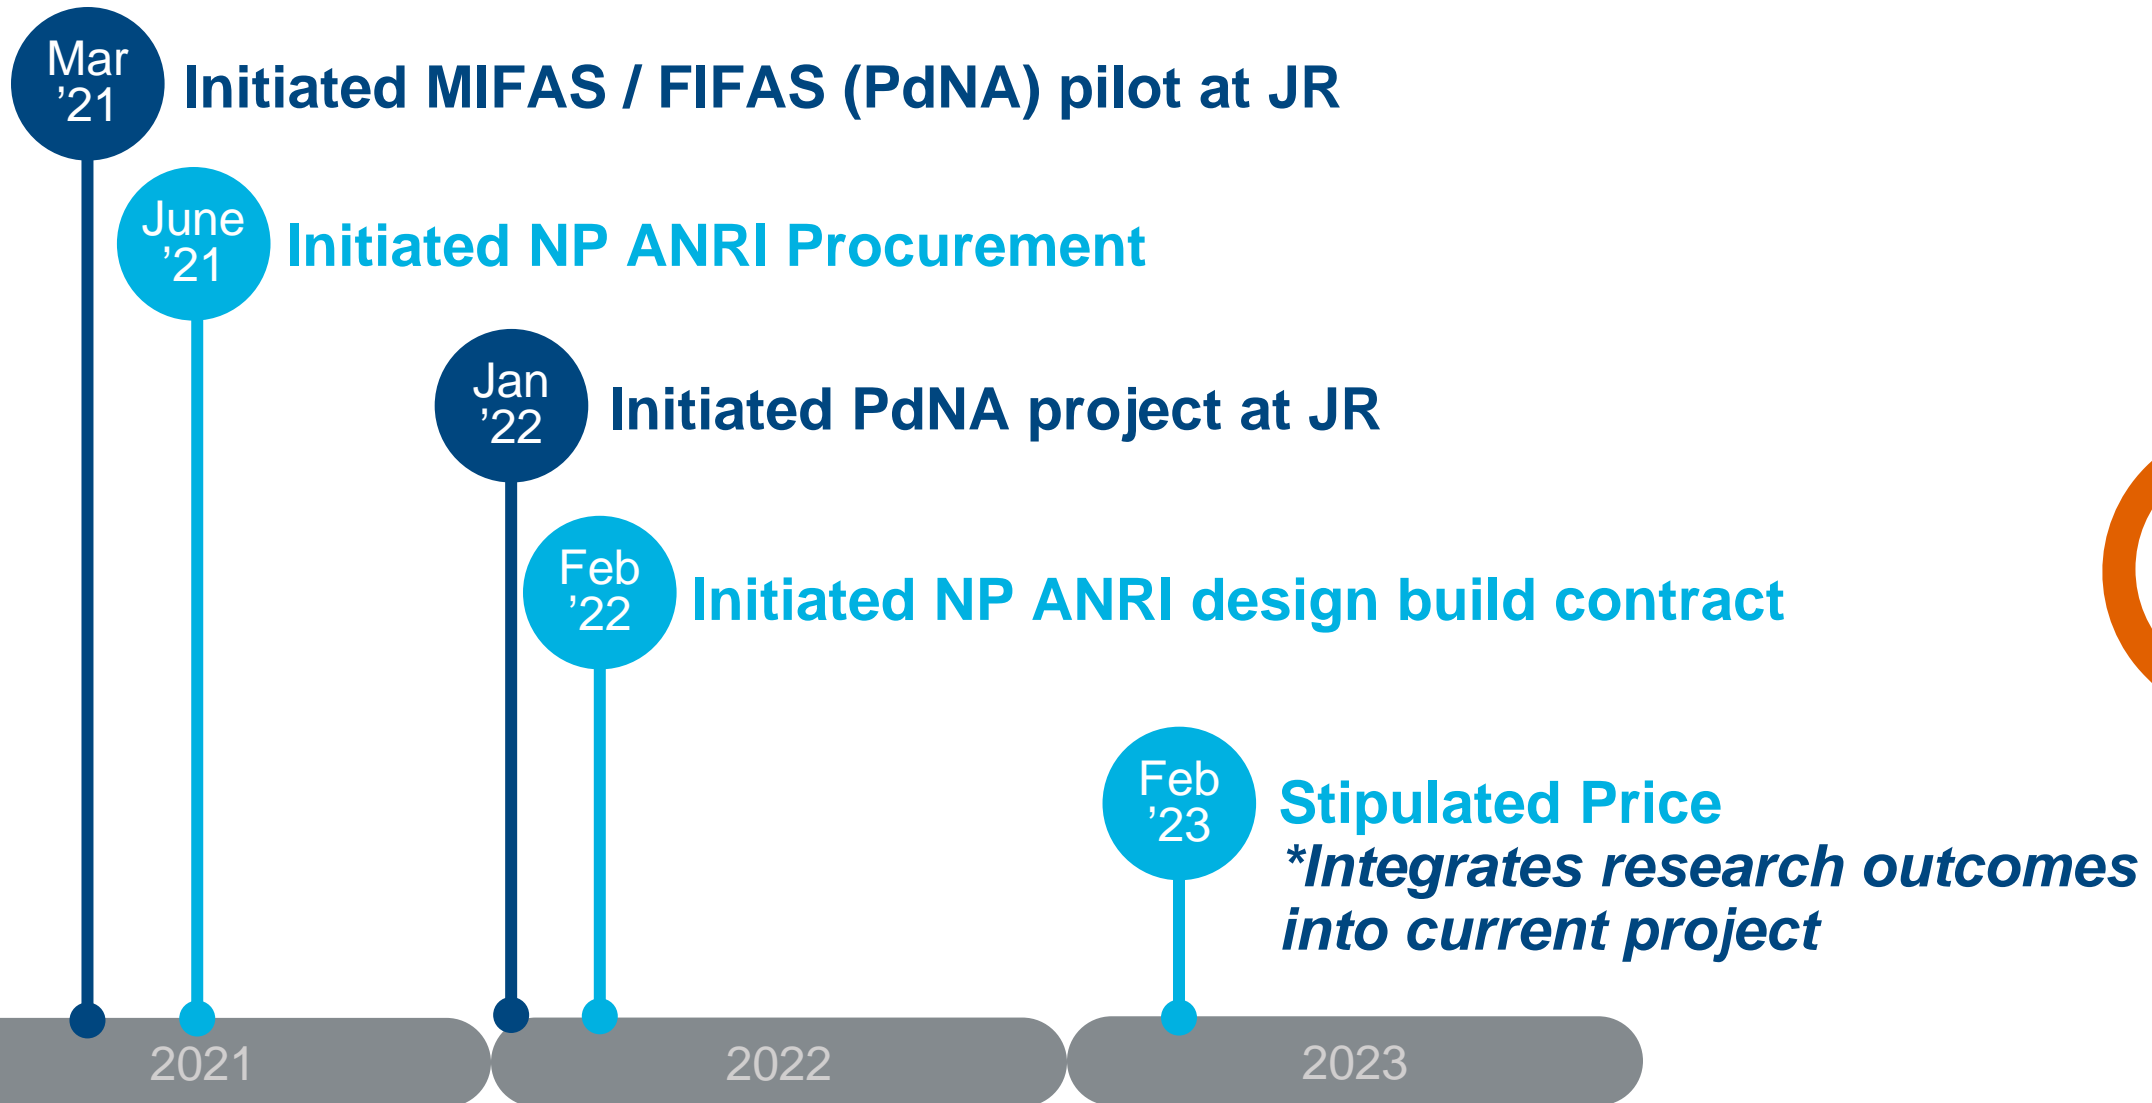 Mar
’21
Initiated MIFAS / FIFAS (PdNA) pilot at JR
June
’21
Initiated NP ANRI Procurement
Jan
’22
Initiated PdNA project at JR
Feb
’22
Initiated NP ANRI design build contract
Feb
’23
Stipulated Price
*Integrates research outcomes
into current project
2021
2022
2023